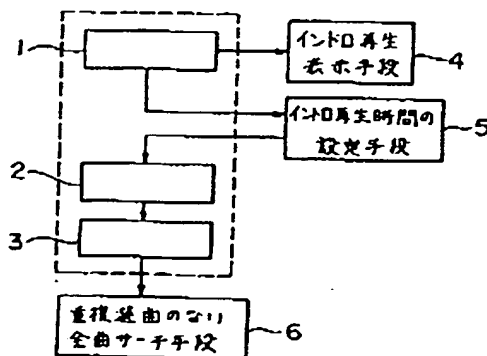 1
インドロ再生
表示手段
4
インドロ再生時間の
設定手段
5
2
3
重複選曲のない
全曲サーチ手段
6